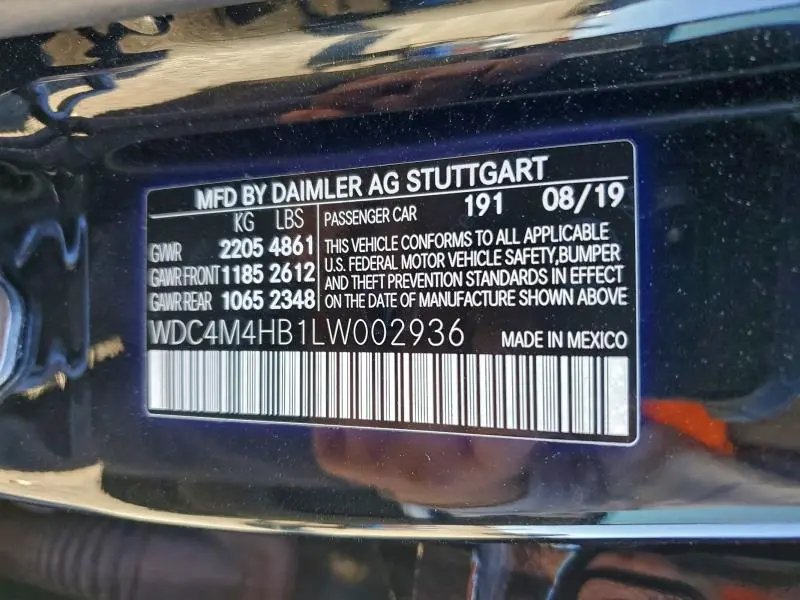 MFD BY DAIMLER AG STUTTGART
KG LBS PASSENGER CAR 191 08/19
GVWR 2205 4861
GAWR FRONT 1185 2612
GAWR REAR 1065 2348
THIS VEHICLE CONFORMS TO ALL APPLICABLE
U.S. FEDERAL MOTOR VEHICLE SAFETY,BUMPER
AND THEFT PREVENTION STANDARDS IN EFFECT
ON THE DATE OF MANUFACTURE SHOWN ABOVE
WDC4M4HB1LW002936 MADE IN MEXICO